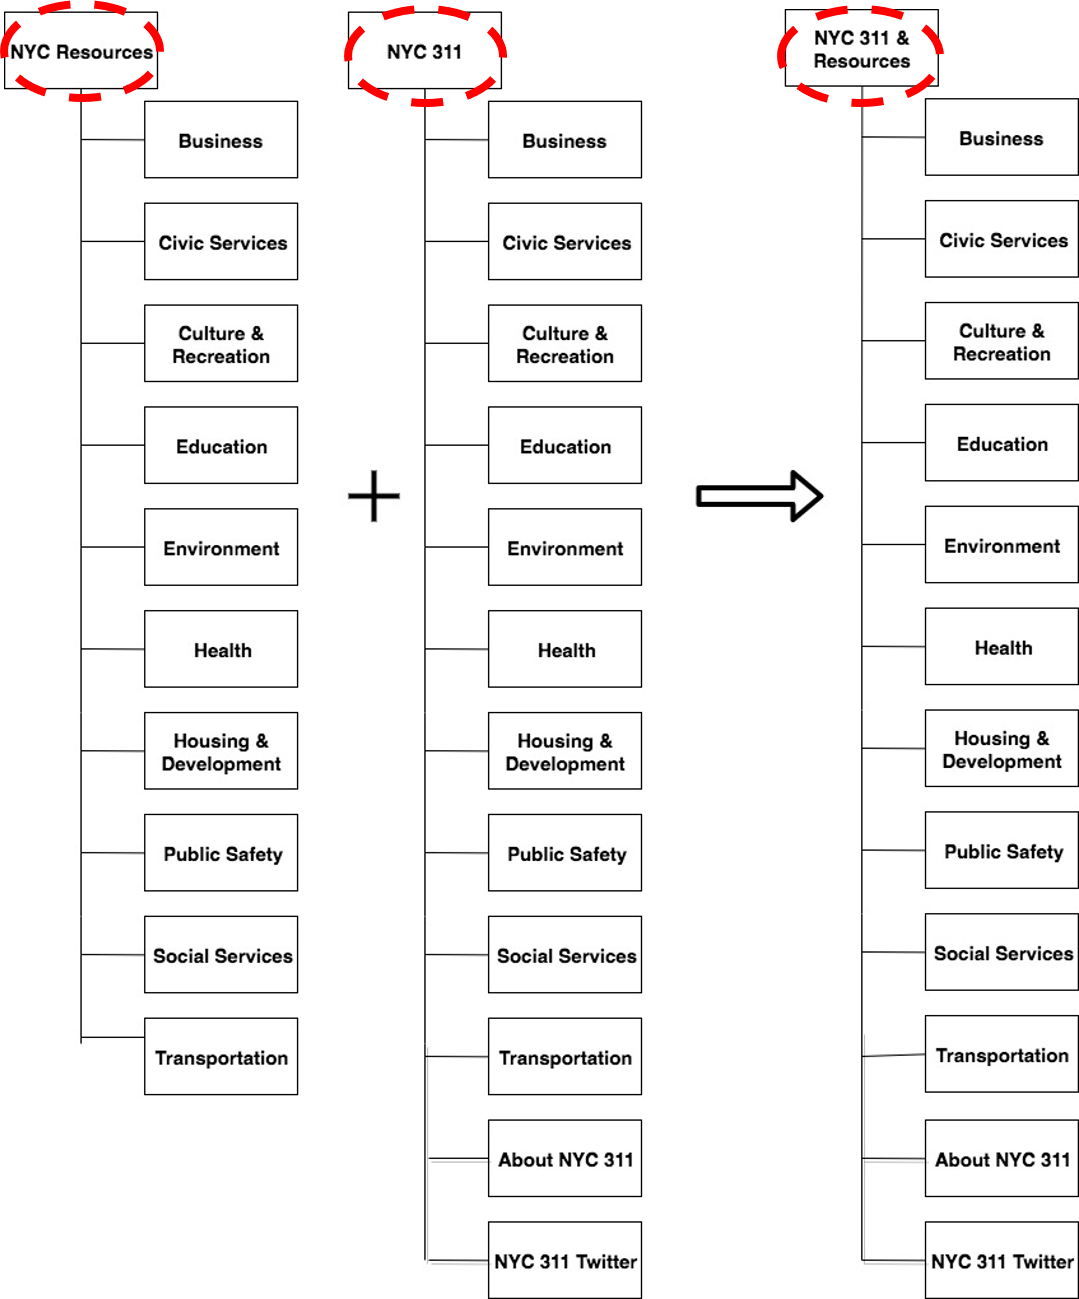 NYC Resources
Business
Civic Services
Culture &
Recreation
Education
Environment
Health
Housing &
Development
Public Safety
Social Services
Transportation
+
NYC 311
Business
Civic Services
Culture &
Recreation
Education
Environment
Health
Housing &
Development
Public Safety
Social Services
Transportation
About NYC 311
NYC 311 Twitter
NYC 311 &
Resources
Business
Civic Services
Culture &
Recreation
Education
Environment
Health
Housing &
Development
Public Safety
Social Services
Transportation
About NYC 311
NYC 311 Twitter